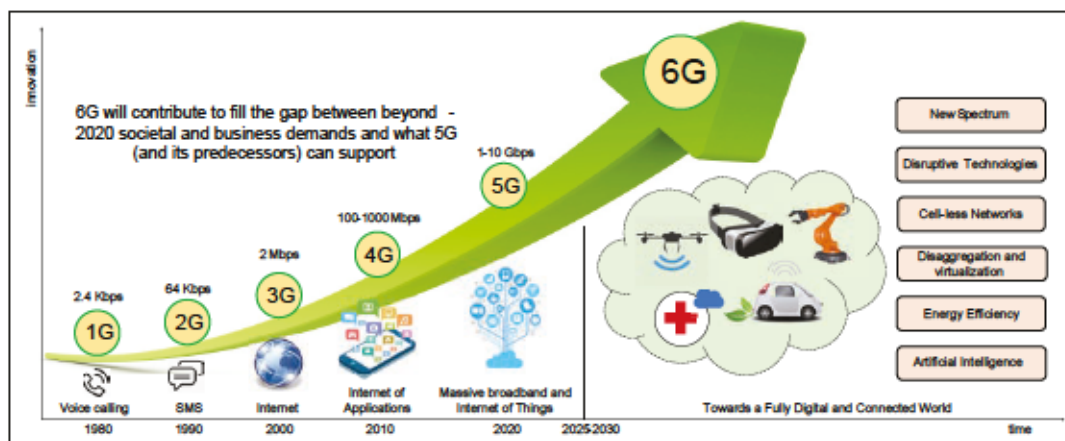 innovation
6G will contribute to fill the gap between beyond -
2020 societal and business demands and what 5G
(and its predecessors) can support
6G
1-10 Gbps
5G
100-1000 Mbps
4G
2 Mbps
3G
64 Kbps
2G
2.4 Kbps
1G
New Spectrum
Disruptive Technologies
Cell-less Networks
Disaggregation and
virtualization
Energy Efficiency
Artificial Intelligence
Voice calling
SMS
Internet
Internet of
Applications
Massive broadband and
Internet of Things
Towards a Fully Digital and Connected World
1980
1990
2000
2010
2020
2025-2030
time